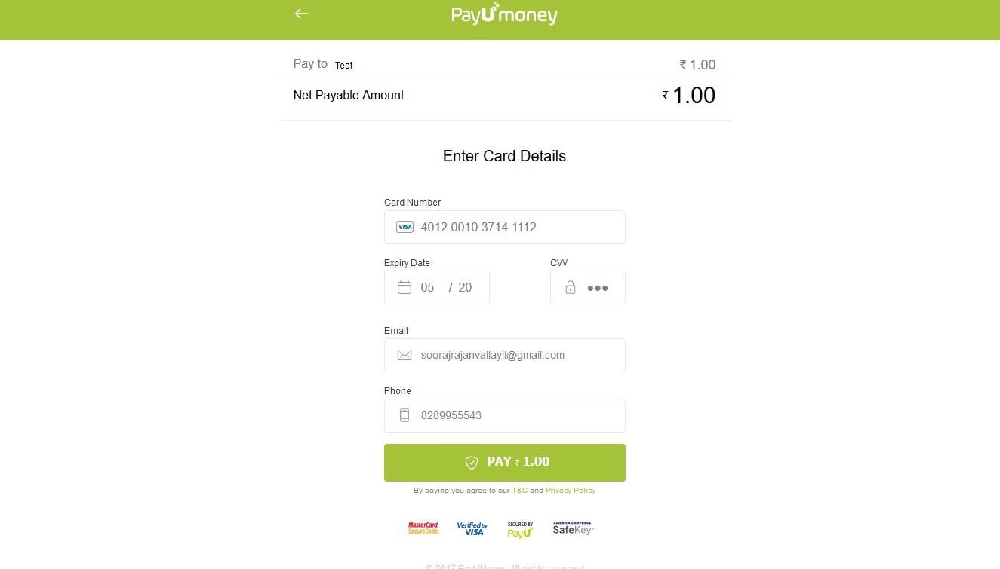 PayUmoney
Pay to Test ₹ 1.00
Net Payable Amount ₹ 1.00
Enter Card Details
Card Number
VISA 4012 0010 3714 1112
Expiry Date CVV
05 / 20 ●●●
Email
soorajrajanvallayil@gmail.com
Phone
8289955543
PAY ₹ 1.00
By paying you agree to our T&C and Privacy Policy
MasterCard. SecureCode.
Verified by VISA
SECURED BY PayU
AMERICAN EXPRESS SafeKey™
© 2017 PayUMoney. All rights reserved